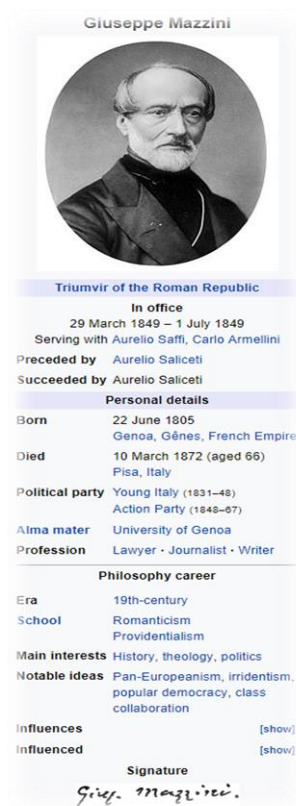 Giuseppe Mazzini
Triumvir of the Roman Republic
In office
29 March 1849 – 1 July 1849
Serving with Aurelio Saffi, Carlo Armellini
Preceded by Aurelio Saliceti
Succeeded by Aurelio Saliceti
Personal details
Born 22 June 1805
Genoa, Gênes, French Empire
Died 10 March 1872 (aged 66)
Pisa, Italy
Political party Young Italy (1831–48)
Action Party (1848–67)
Alma mater University of Genoa
Profession Lawyer · Journalist · Writer
Philosophy career
Era 19th-century
School Romanticism
Providentialism
Main interests History, theology, politics
Notable ideas Pan-Europeanism, irridentism,
popular democracy, class
collaboration
Influences [show]
Influenced [show]
Signature
Gius. Mazzini.